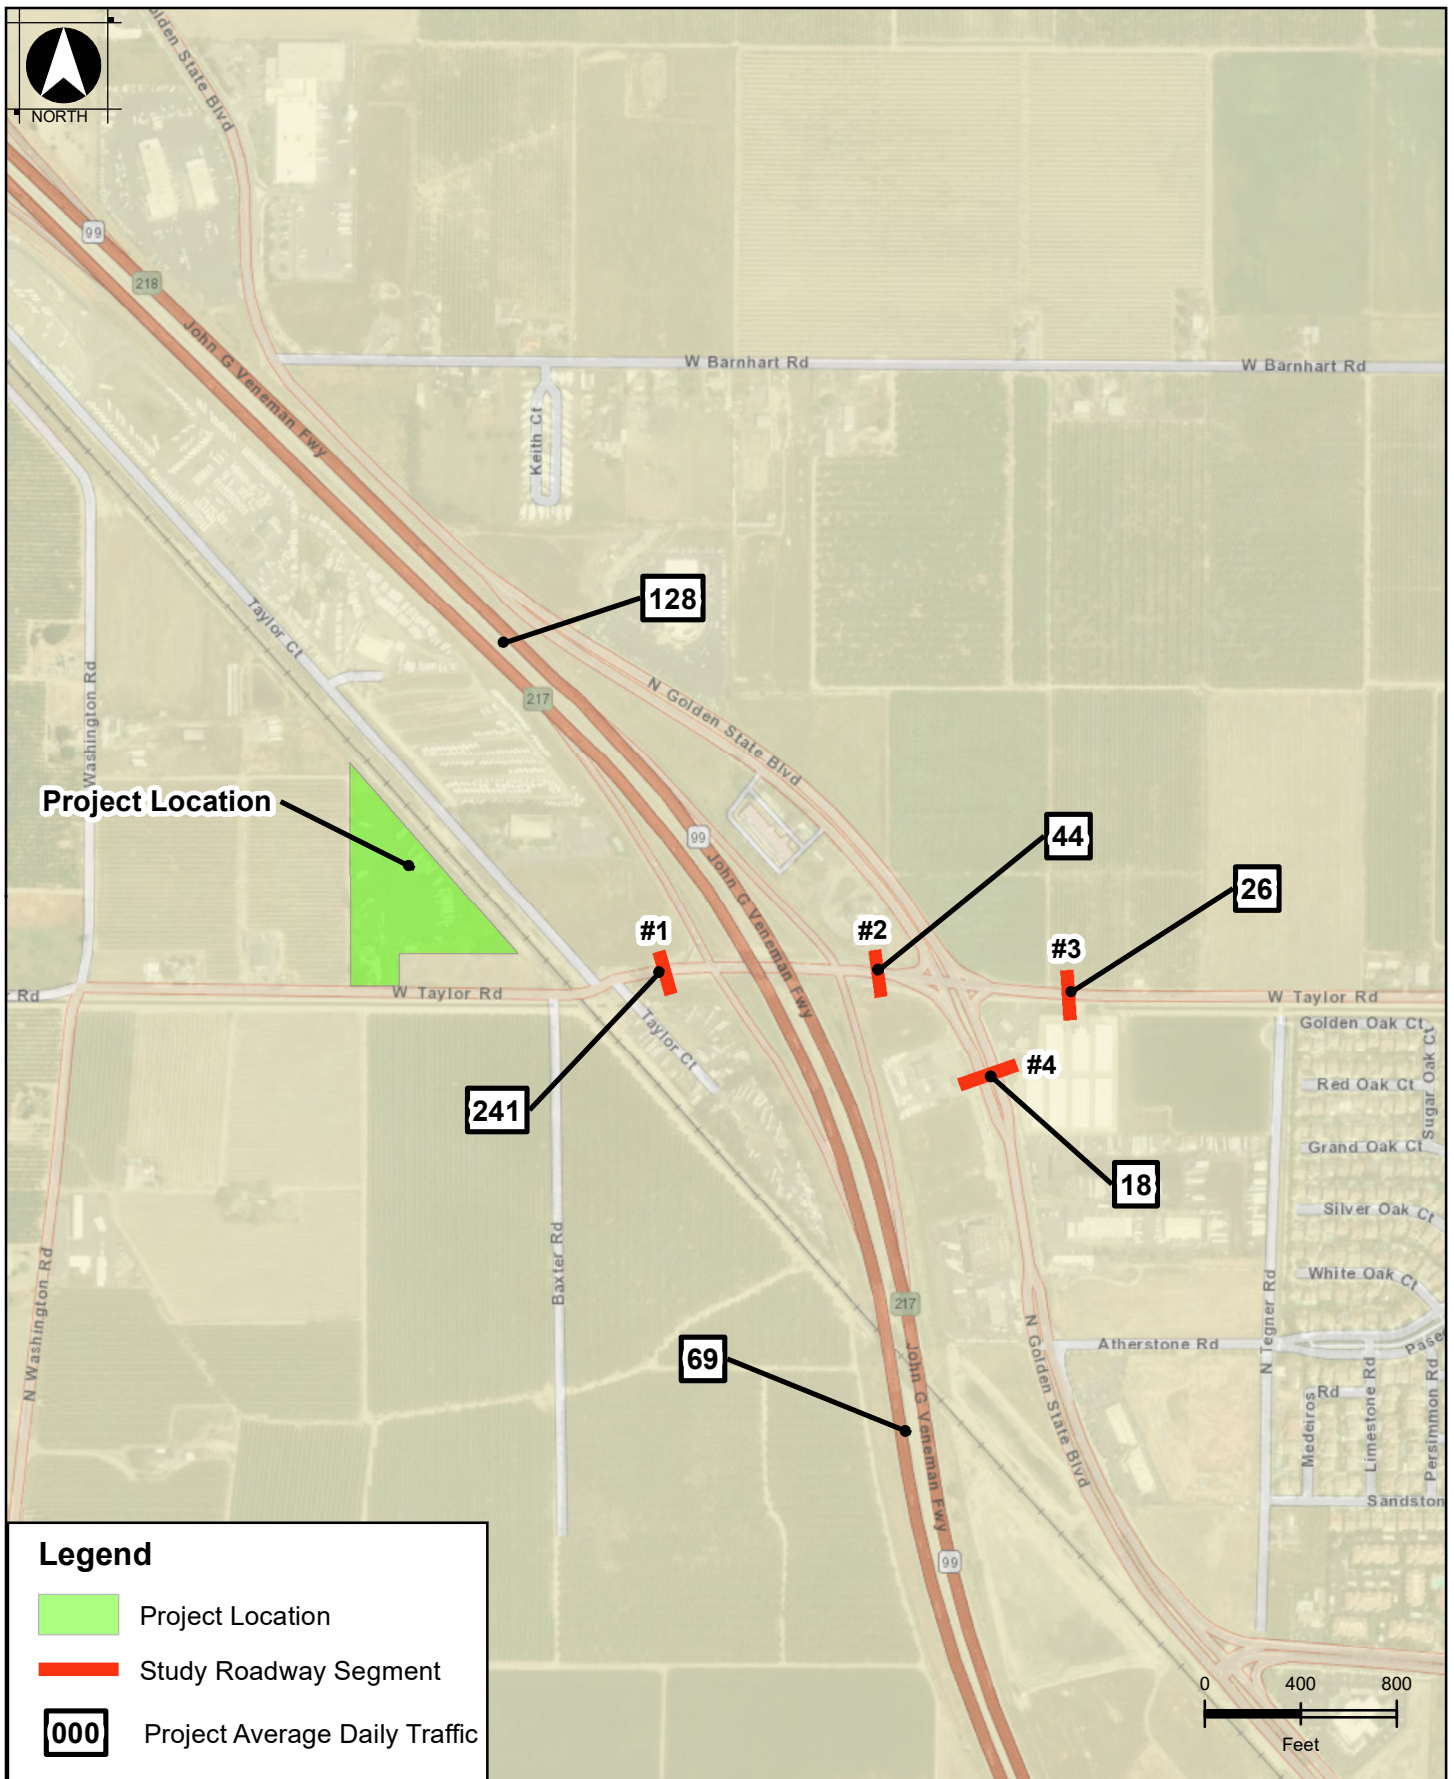 NORTH
lden State Blvd
99
218
John G Veneman Fwy
W Barnhart Rd
W Barnhart Rd
Keith Ct
128
Taylor Ct
217
N Golden State Blvd
Washington Rd
Project Location
99
John G Veneman Fwy
44
26
#1
#2
#3
Rd
W Taylor Rd
W Taylor Rd
Golden Oak Ct
Taylor Ct
#4
Red Oak Ct
Sugar Oak Ct
241
Grand Oak Ct
18
Silver Oak Ct
Baxter Rd
White Oak Ct
N Washington Rd
217
N Tegner Rd
69
John G Veneman Fwy
N Golden State Blvd
Atherstone Rd
Pase
Medeiros Rd
Limestone Rd
Persimmon Rd
Sandston
99
Legend
Project Location
Study Roadway Segment
000 Project Average Daily Traffic
0 400 800
Feet